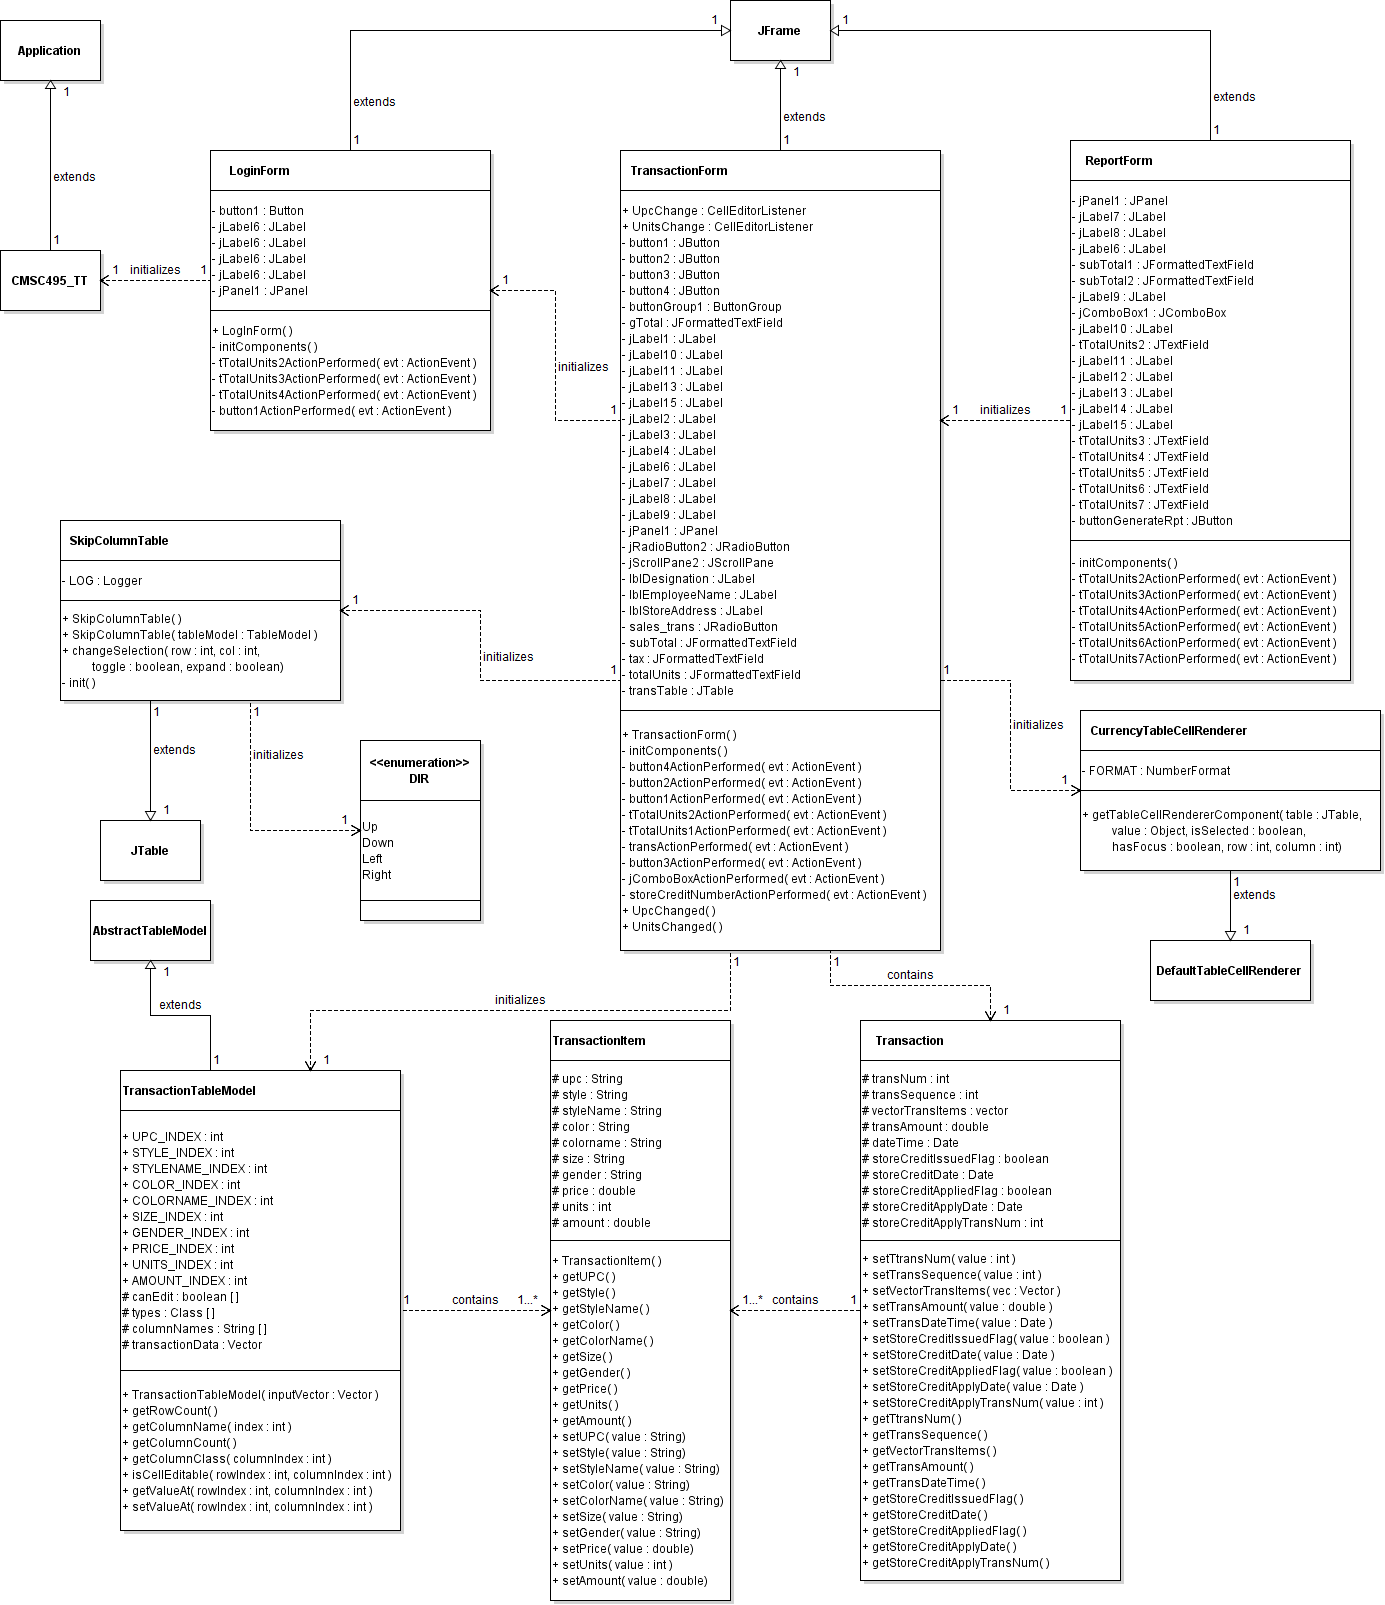 JFrame
1
1
1
extends
1
extends
1
extends
1
Application
1
extends
1
CMSC495_TT
1 initializes 1
LoginForm
- button1 : Button
- jLabel6 : JLabel
- jLabel6 : JLabel
- jLabel6 : JLabel
- jLabel6 : JLabel
- jPanel1 : JPanel
+ LogInForm( )
- initComponents( )
- tTotalUnits2ActionPerformed( evt : ActionEvent )
- tTotalUnits3ActionPerformed( evt : ActionEvent )
- tTotalUnits4ActionPerformed( evt : ActionEvent )
- button1ActionPerformed( evt : ActionEvent )
1
initializes
1
TransactionForm
+ UpcChange : CellEditorListener
+ UnitsChange : CellEditorListener
- button1 : JButton
- button2 : JButton
- button3 : JButton
- button4 : JButton
- buttonGroup1 : ButtonGroup
- gTotal : JFormattedTextField
- jLabel1 : JLabel
- jLabel10 : JLabel
- jLabel11 : JLabel
- jLabel13 : JLabel
- jLabel15 : JLabel
- jLabel2 : JLabel
- jLabel3 : JLabel
- jLabel4 : JLabel
- jLabel6 : JLabel
- jLabel7 : JLabel
- jLabel8 : JLabel
- jLabel9 : JLabel
- jPanel1 : JPanel
- jRadioButton2 : JRadioButton
- jScrollPane2 : JScrollPane
- lblDesignation : JLabel
- lblEmployeeName : JLabel
- lblStoreAddress : JLabel
- sales_trans : JRadioButton
- subTotal : JFormattedTextField
- tax : JFormattedTextField
- totalUnits : JFormattedTextField
- transTable : JTable
+ TransactionForm( )
- initComponents( )
- button4ActionPerformed( evt : ActionEvent )
- button2ActionPerformed( evt : ActionEvent )
- button1ActionPerformed( evt : ActionEvent )
- tTotalUnits2ActionPerformed( evt : ActionEvent )
- tTotalUnits1ActionPerformed( evt : ActionEvent )
- transActionPerformed( evt : ActionEvent )
- button3ActionPerformed( evt : ActionEvent )
- jComboBoxActionPerformed( evt : ActionEvent )
- storeCreditNumberActionPerformed( evt : ActionEvent )
+ UpcChanged( )
+ UnitsChanged( )
1 initializes 1
ReportForm
- jPanel1 : JPanel
- jLabel7 : JLabel
- jLabel8 : JLabel
- jLabel6 : JLabel
- subTotal1 : JFormattedTextField
- subTotal2 : JFormattedTextField
- jLabel9 : JLabel
- jComboBox1 : JComboBox
- jLabel10 : JLabel
- tTotalUnits2 : JTextField
- jLabel11 : JLabel
- jLabel12 : JLabel
- jLabel13 : JLabel
- jLabel14 : JLabel
- jLabel15 : JLabel
- tTotalUnits3 : JTextField
- tTotalUnits4 : JTextField
- tTotalUnits5 : JTextField
- tTotalUnits6 : JTextField
- tTotalUnits7 : JTextField
- buttonGenerateRpt : JButton
- initComponents( )
- tTotalUnits2ActionPerformed( evt : ActionEvent )
- tTotalUnits3ActionPerformed( evt : ActionEvent )
- tTotalUnits4ActionPerformed( evt : ActionEvent )
- tTotalUnits5ActionPerformed( evt : ActionEvent )
- tTotalUnits6ActionPerformed( evt : ActionEvent )
- tTotalUnits7ActionPerformed( evt : ActionEvent )
SkipColumnTable
- LOG : Logger
+ SkipColumnTable( )
+ SkipColumnTable( tableModel : TableModel )
+ changeSelection( row : int, col : int,
toggle : boolean, expand : boolean)
- init( )
1
initializes
1
1
extends
1
JTable
1
initializes
1
<<enumeration>>
DIR
Up
Down
Left
Right
1
initializes
1
CurrencyTableCellRenderer
- FORMAT : NumberFormat
+ getTableCellRendererComponent( table : JTable,
value : Object, isSelected : boolean,
hasFocus : boolean, row : int, column : int)
1
extends
1
DefaultTableCellRenderer
AbstractTableModel
1
extends
1
1
initializes
1
1
contains
1
TransactionTableModel
+ UPC_INDEX : int
+ STYLE_INDEX : int
+ STYLENAME_INDEX : int
+ COLOR_INDEX : int
+ COLORNAME_INDEX : int
+ SIZE_INDEX : int
+ GENDER_INDEX : int
+ PRICE_INDEX : int
+ UNITS_INDEX : int
+ AMOUNT_INDEX : int
# canEdit : boolean [ ]
# types : Class [ ]
# columnNames : String [ ]
# transactionData : Vector
+ TransactionTableModel( inputVector : Vector )
+ getRowCount( )
+ getColumnName( index : int )
+ getColumnCount( )
+ getColumnClass( columnIndex : int )
+ isCellEditable( rowIndex : int, columnIndex : int )
+ getValueAt( rowIndex : int, columnIndex : int )
+ setValueAt( rowIndex : int, columnIndex : int )
1 contains 1...*
TransactionItem
# upc : String
# style : String
# styleName : String
# color : String
# colorname : String
# size : String
# gender : String
# price : double
# units : int
# amount : double
+ TransactionItem( )
+ getUPC( )
+ getStyle( )
+ getStyleName( )
+ getColor( )
+ getColorName( )
+ getSize( )
+ getGender( )
+ getPrice( )
+ getUnits( )
+ getAmount( )
+ setUPC( value : String)
+ setStyle( value : String)
+ setStyleName( value : String)
+ setColor( value : String)
+ setColorName( value : String)
+ setSize( value : String)
+ setGender( value : String)
+ setPrice( value : double)
+ setUnits( value : int )
+ setAmount( value : double)
1...* contains 1
Transaction
# transNum : int
# transSequence : int
# vectorTransItems : vector
# transAmount : double
# dateTime : Date
# storeCreditIssuedFlag : boolean
# storeCreditDate : Date
# storeCreditAppliedFlag : boolean
# storeCreditApplyDate : Date
# storeCreditApplyTransNum : int
+ setTtransNum( value : int )
+ setTransSequence( value : int )
+ setVectorTransItems( vec : Vector )
+ setTransAmount( value : double )
+ setTransDateTime( value : Date )
+ setStoreCreditIssuedFlag( value : boolean )
+ setStoreCreditDate( value : Date )
+ setStoreCreditAppliedFlag( value : boolean )
+ setStoreCreditApplyDate( value : Date )
+ setStoreCreditApplyTransNum( value : int )
+ getTtransNum( )
+ getTransSequence( )
+ getVectorTransItems( )
+ getTransAmount( )
+ getTransDateTime( )
+ getStoreCreditIssuedFlag( )
+ getStoreCreditDate( )
+ getStoreCreditAppliedFlag( )
+ getStoreCreditApplyDate( )
+ getStoreCreditApplyTransNum( )